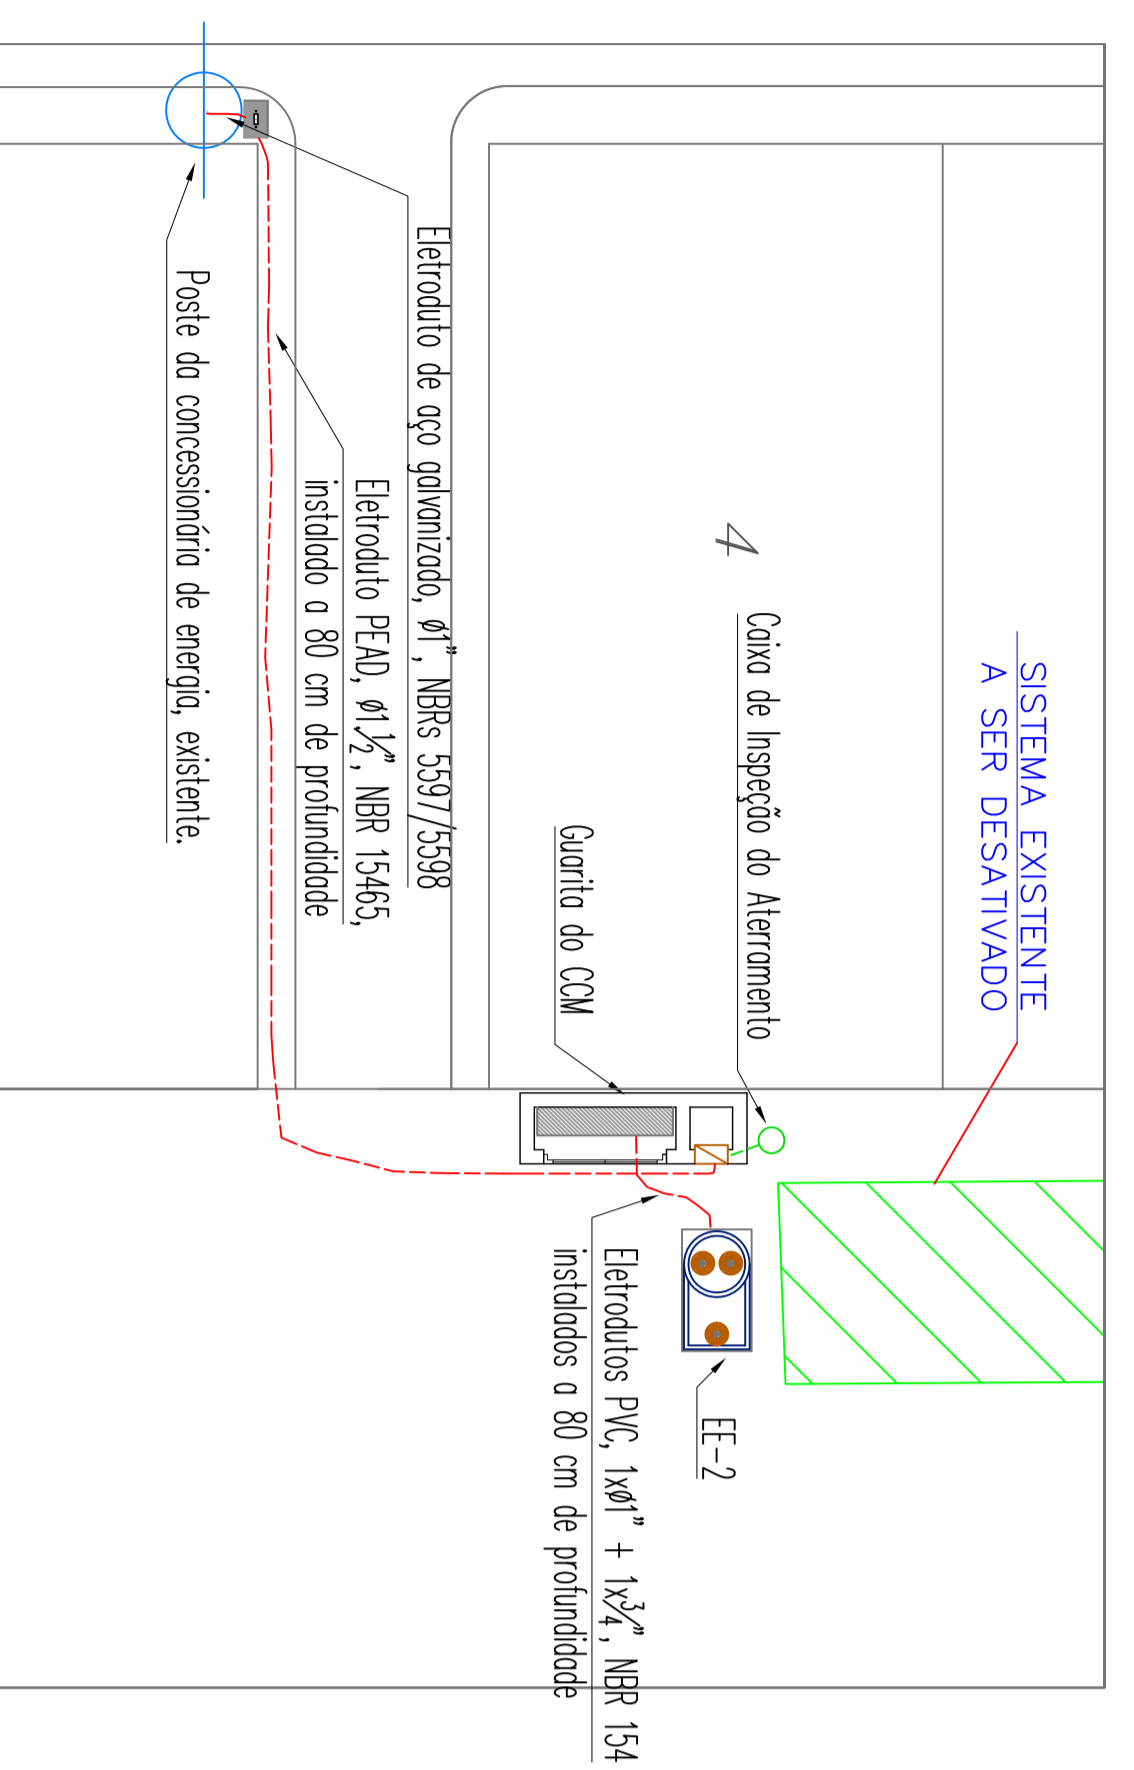 SISTEMA EXISTENTE
A SER DESATIVADO
Caixa de Inspeção do Aterramento
4
Guarita do CCM
EE-2
Eletrodutos PVC, 1xø1" + 1x3/4", NBR 154
instalados a 80 cm de profundidade
Eletroduto de aço galvanizado, ø1", NBRs 5597/5598
Eletroduto PEAD, ø1.1/2", NBR 15465,
instalado a 80 cm de profundidade
Poste da concessionária de energia, existente.